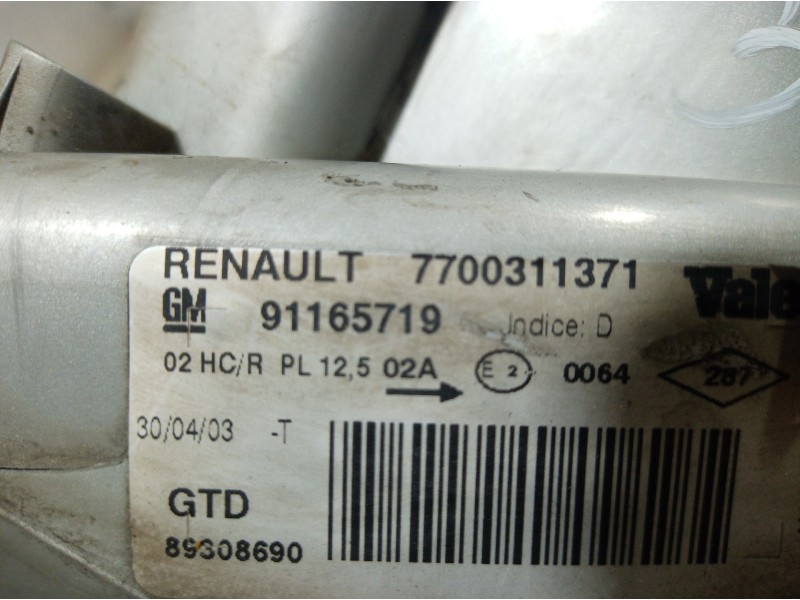 RENAULT 7700311371
GM 91165719 Indice: D Vale
02 HC/R PL 12,5 02A E 2 0064 287
30/04/03 -T
GTD
89308690